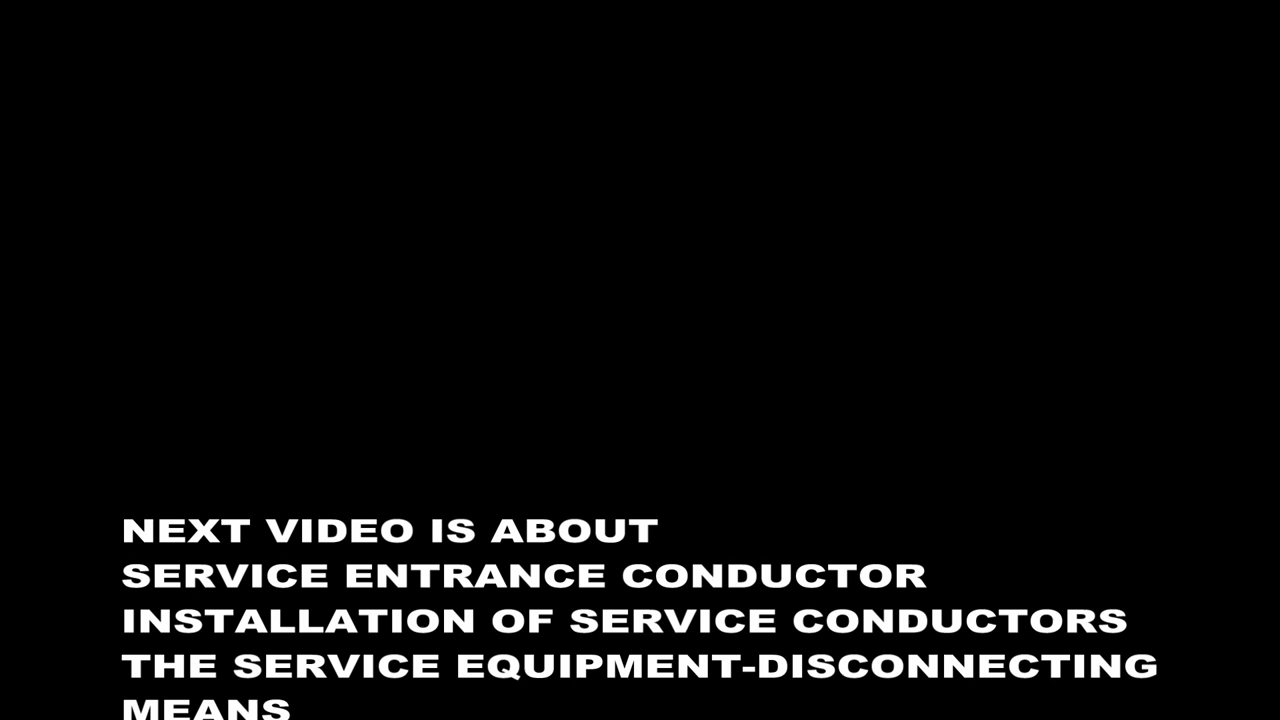 NEXT VIDEO IS ABOUT
SERVICE ENTRANCE CONDUCTOR
INSTALLATION OF SERVICE CONDUCTORS
THE SERVICE EQUIPMENT-DISCONNECTING
MEANS